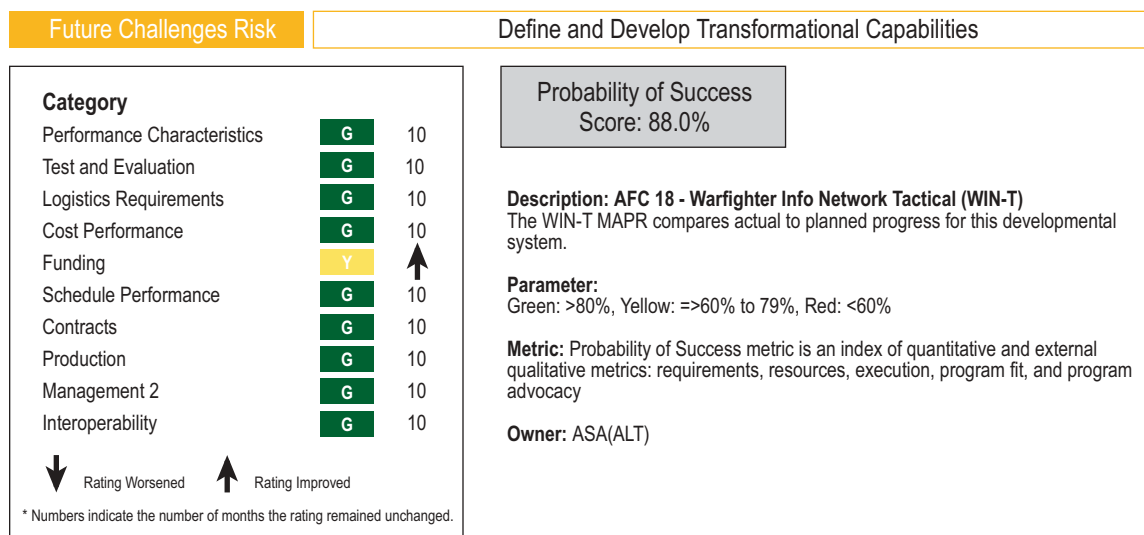 Future Challenges Risk
Define and Develop Transformational Capabilities
Category
Performance Characteristics G 10
Test and Evaluation G 10
Logistics Requirements G 10
Cost Performance G 10
Funding Y
Schedule Performance G 10
Contracts G 10
Production G 10
Management 2 G 10
Interoperability G 10
Rating Worsened Rating Improved
* Numbers indicate the number of months the rating remained unchanged.
Probability of Success
Score: 88.0%
Description: AFC 18 - Warfighter Info Network Tactical (WIN-T)
The WIN-T MAPR compares actual to planned progress for this developmental
system.
Parameter:
Green: >80%, Yellow: =>60% to 79%, Red: <60%
Metric: Probability of Success metric is an index of quantitative and external
qualitative metrics: requirements, resources, execution, program fit, and program
advocacy
Owner: ASA(ALT)